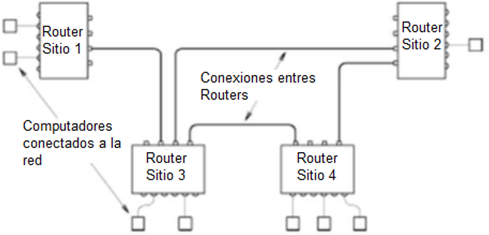 Router
Sitio 1
Router
Sitio 2
Conexiones entres
Routers
Computadores
conectados a la
red
Router
Sitio 3
Router
Sitio 4